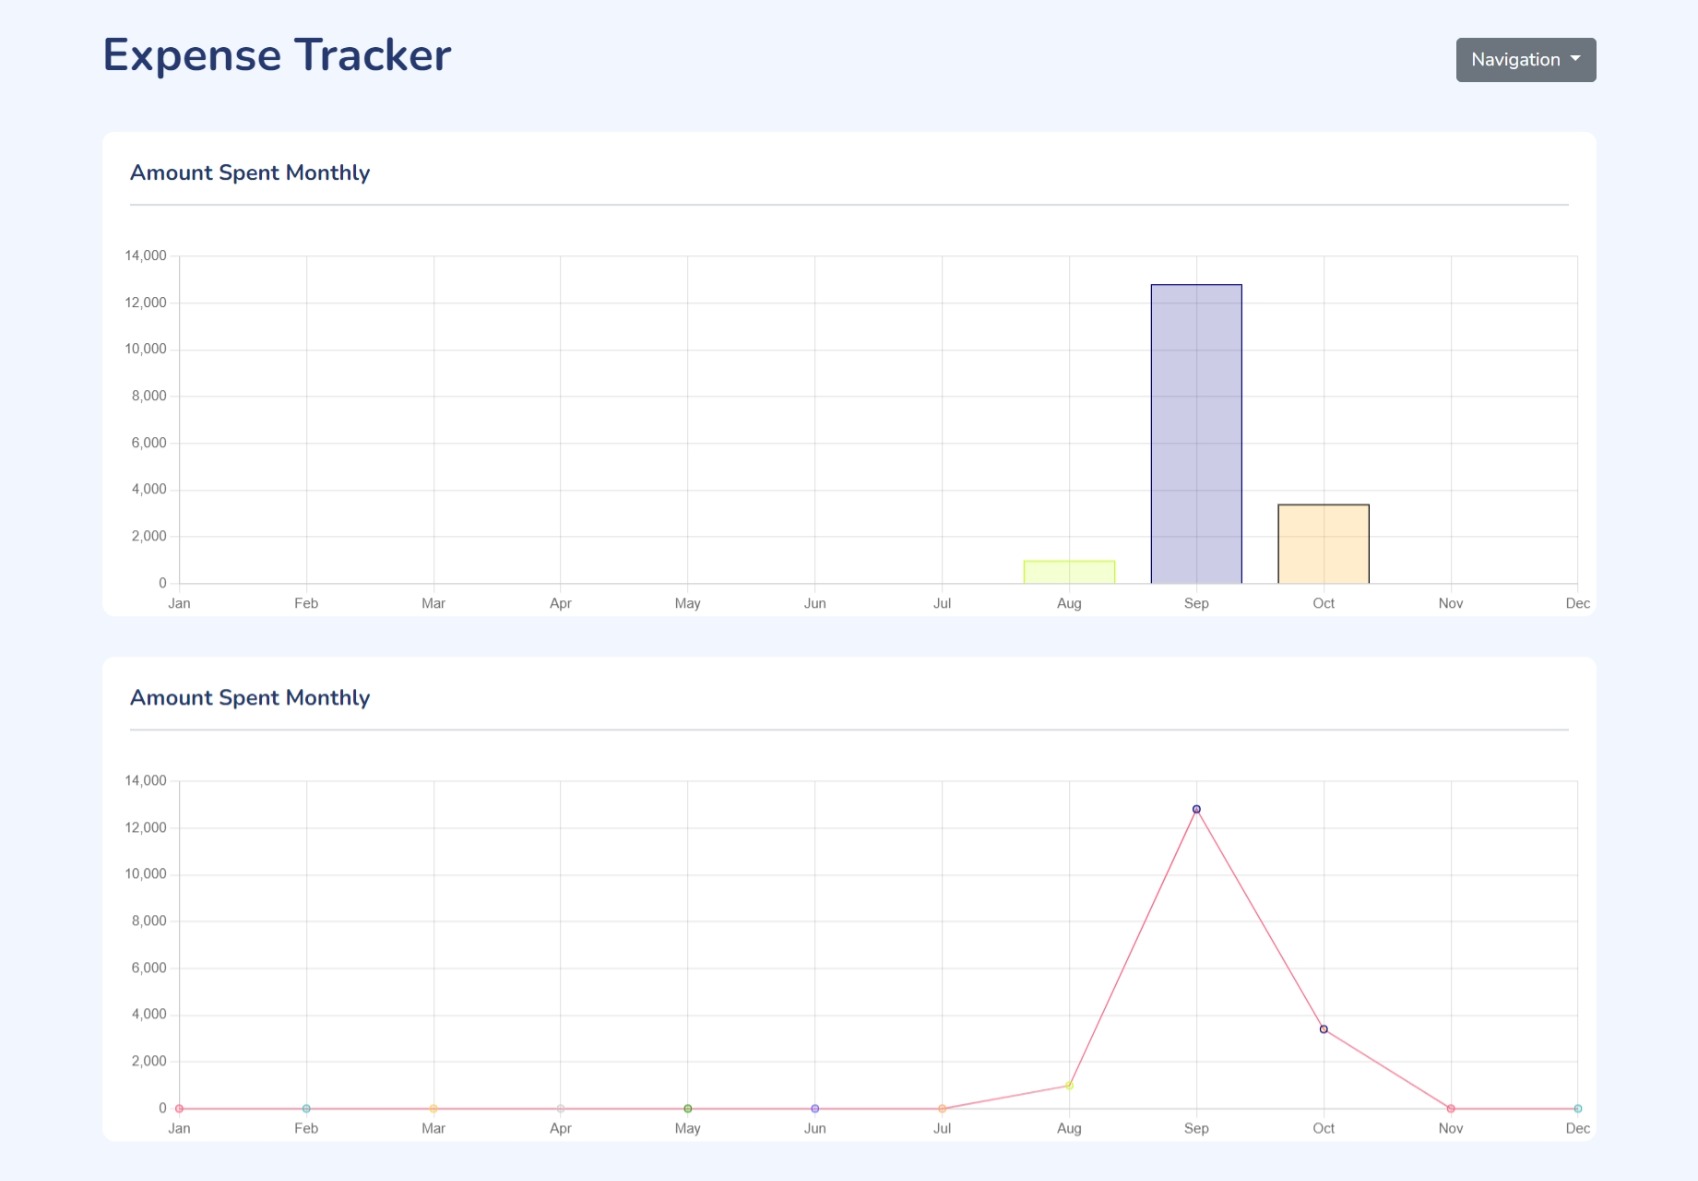 Expense Tracker
Navigation
Amount Spent Monthly
14,000
12,000
10,000
8,000
6,000
4,000
2,000
0
Jan Feb Mar Apr May Jun Jul Aug Sep Oct Nov Dec
Amount Spent Monthly
14,000
12,000
10,000
8,000
6,000
4,000
2,000
0
Jan Feb Mar Apr May Jun Jul Aug Sep Oct Nov Dec